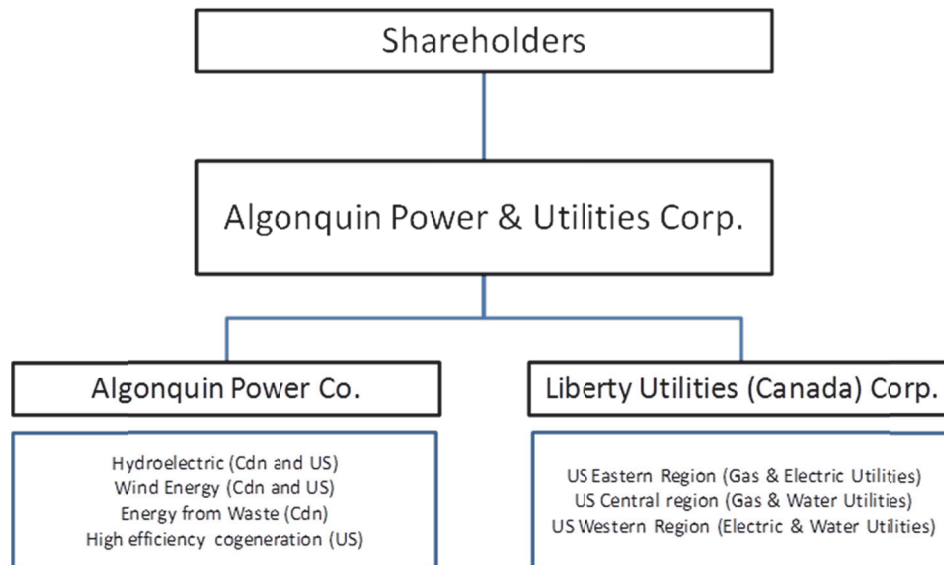 Shareholders
Algonquin Power & Utilities Corp.
Algonquin Power Co.
Liberty Utilities (Canada) Corp.
Hydroelectric (Cdn and US)
Wind Energy (Cdn and US)
Energy from Waste (Cdn)
High efficiency cogeneration (US)
US Eastern Region (Gas & Electric Utilities)
US Central region (Gas & Water Utilities)
US Western Region (Electric & Water Utilities)